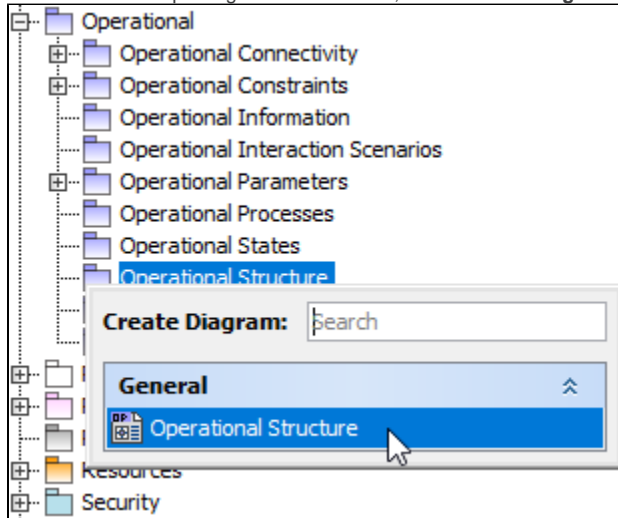 Operational
Operational Connectivity
Operational Constraints
Operational Information
Operational Interaction Scenarios
Operational Parameters
Operational Processes
Operational States
Operational Structure
Create Diagram: Search
General
Operational Structure
Resources
Security